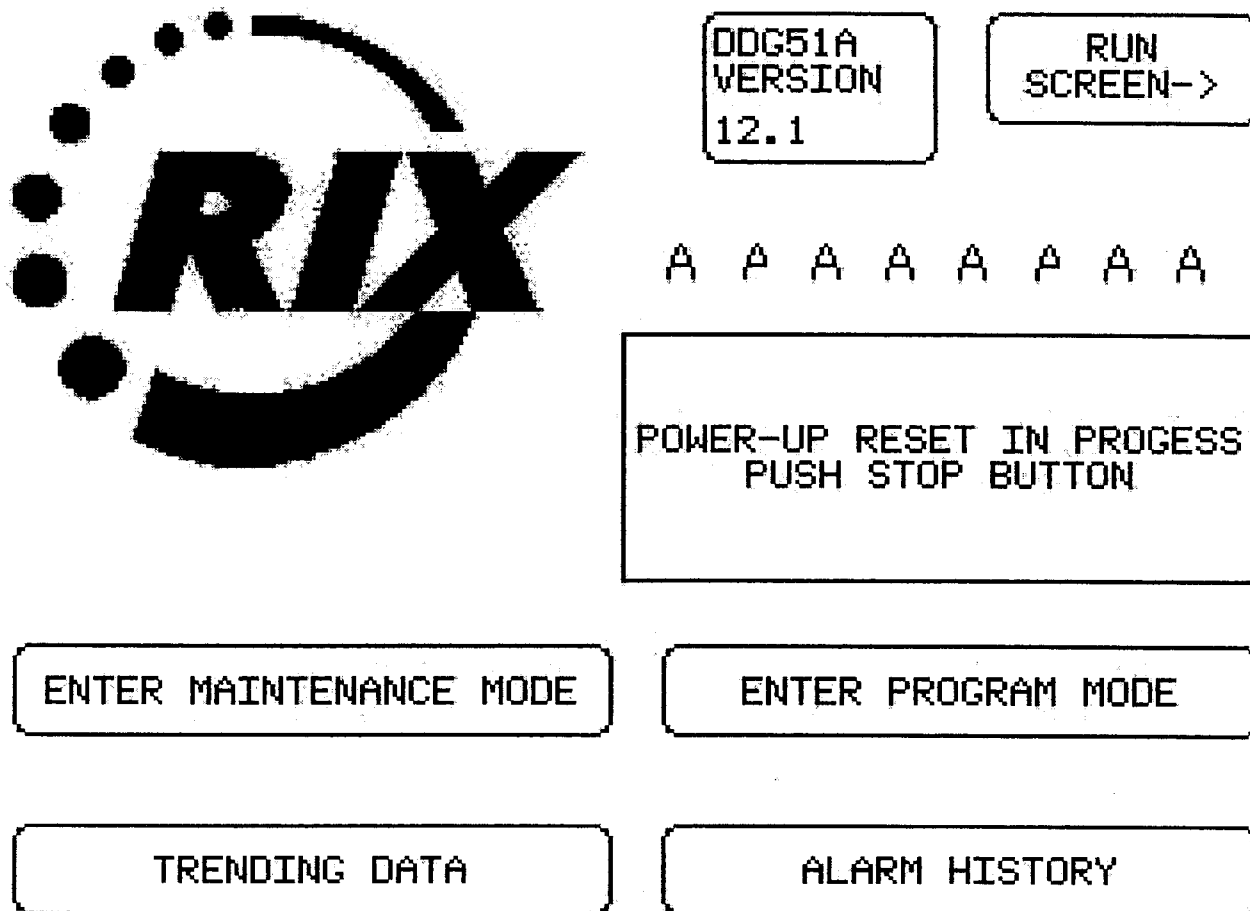 RIX
DDG51A
VERSION
12.1
RUN
SCREEN->
A A A A A A A A
POWER-UP RESET IN PROGESS
PUSH STOP BUTTON
ENTER MAINTENANCE MODE
ENTER PROGRAM MODE
TRENDING DATA
ALARM HISTORY